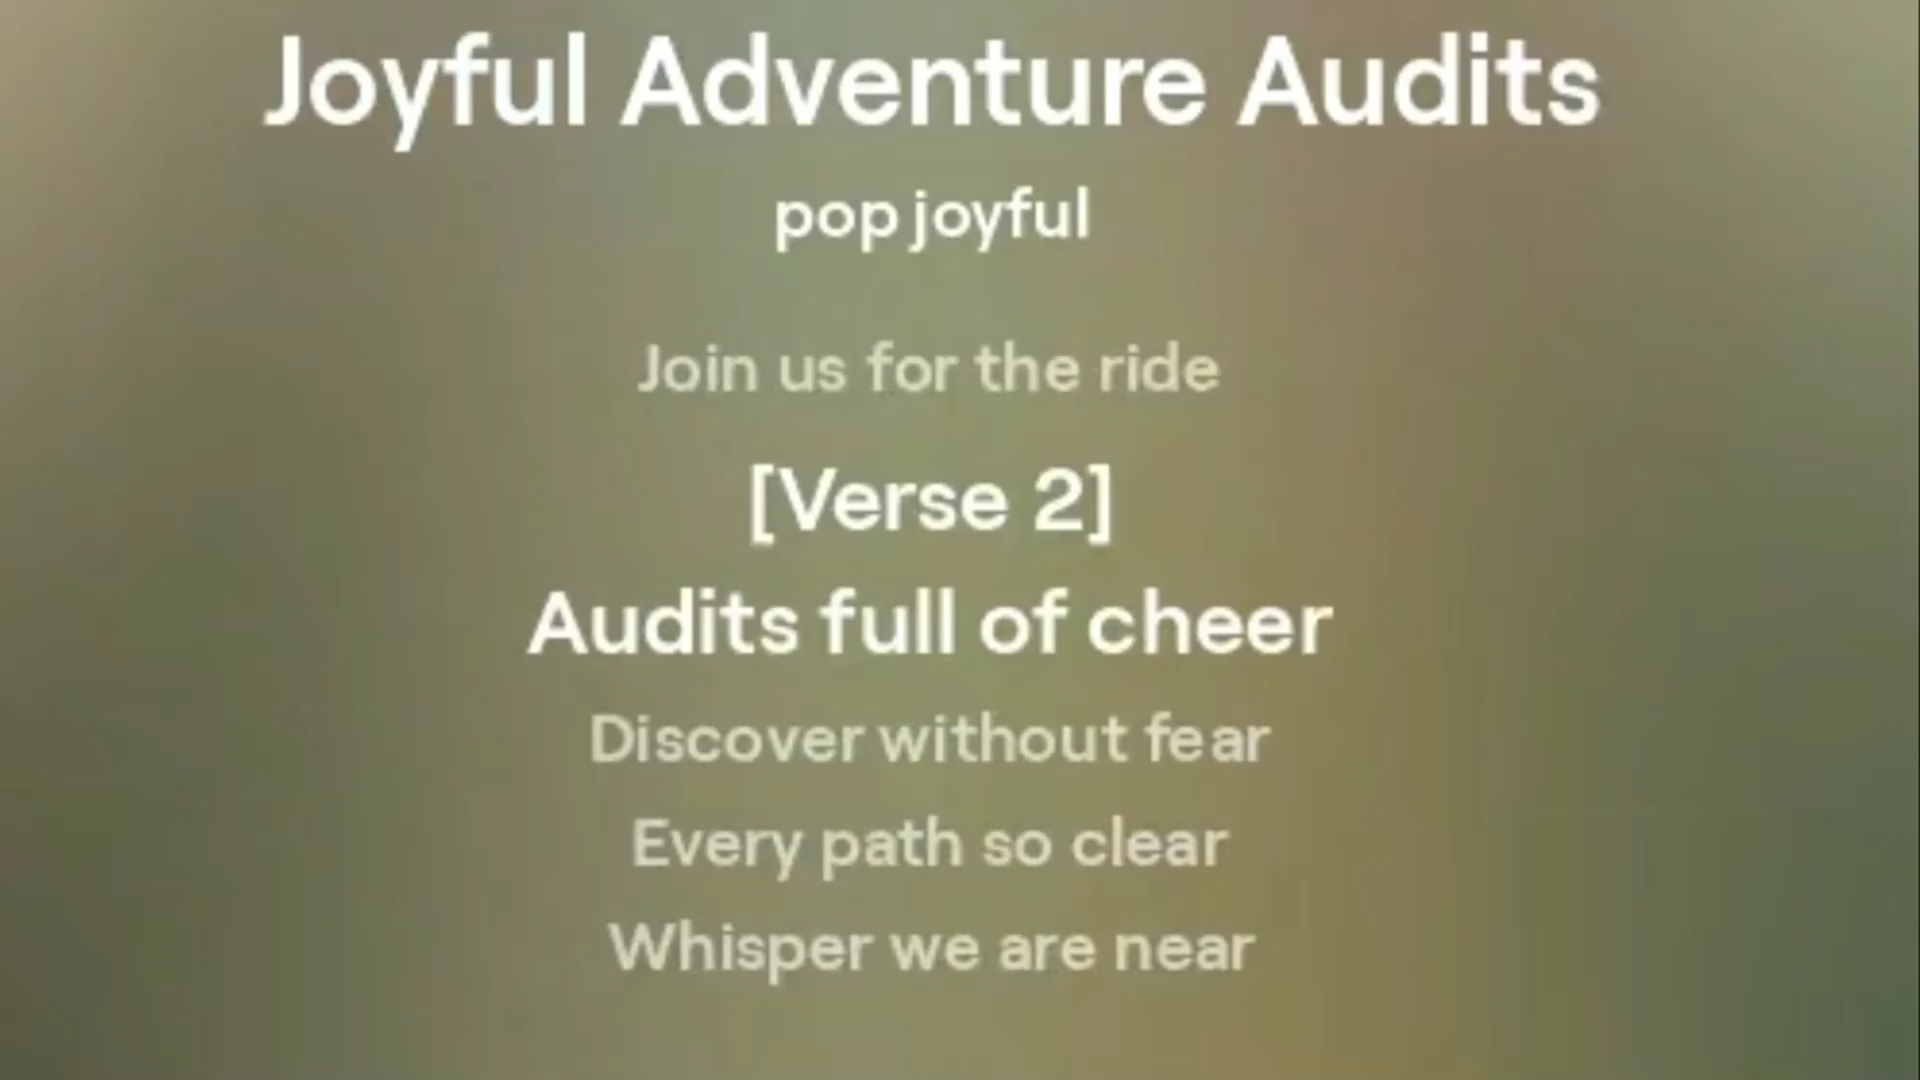 Joyful Adventure Audits
pop joyful
Join us for the ride
[Verse 2]
Audits full of cheer
Discover without fear
Every path so clear
Whisper we are near